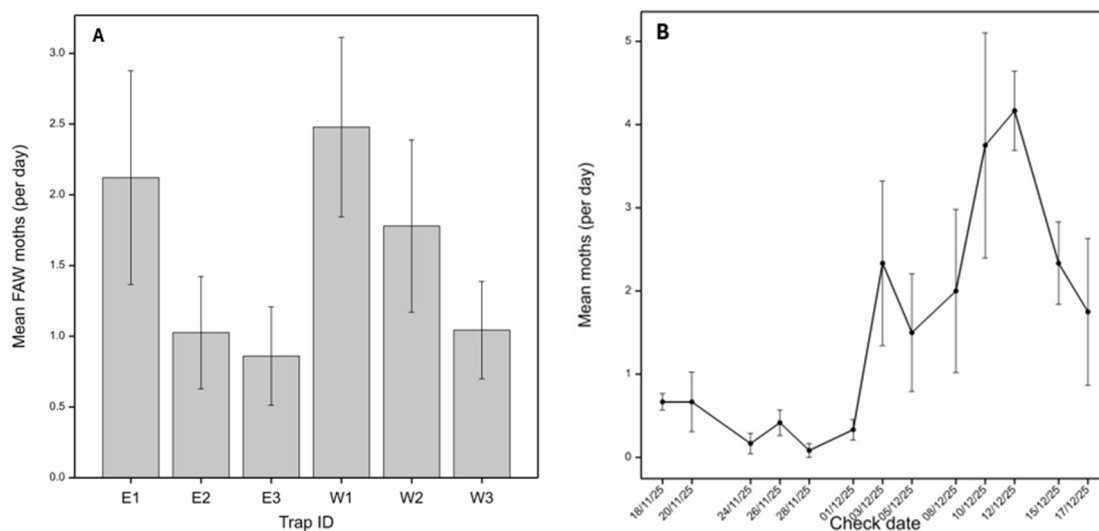 A
Mean FAW moths (per day)
3.0
2.5
2.0
1.5
1.0
0.5
0.0
E1 E2 E3 W1 W2 W3
Trap ID
B
Mean moths (per day)
5
4
3
2
1
0
18/11/25 20/11/25 24/11/25 26/11/25 28/11/25 01/12/25 03/12/25 05/12/25 08/12/25 10/12/25 12/12/25 15/12/25 17/12/25
Check date